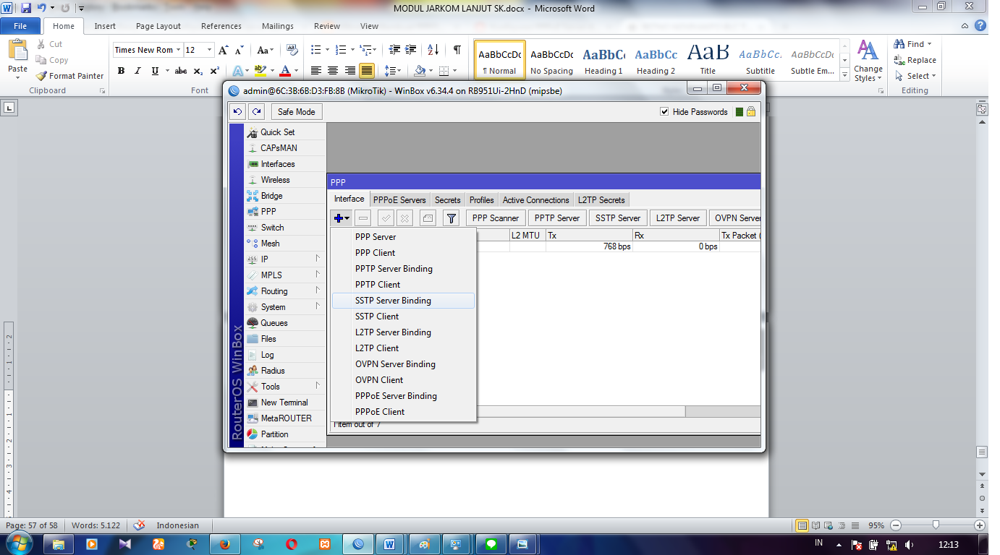 MODUL JARKOM LANJUT SK.docx - Microsoft Word
File Home Insert Page Layout References Mailings Review View
Paste
Cut
Copy
Format Painter
Clipboard
Times New Rom 12
Font
AaBbCcDc AaBbCcDc AaBbC AaBbCc AaB AaBbCc. AaBbCcDc
¶ Normal No Spacing Heading 1 Heading 2 Title Subtitle Subtle Em...
Change Styles
Find
Replace
Select
Editing
admin@6C:3B:6B:D3:FB:8B (MikroTik) - WinBox v6.34.4 on RB951Ui-2HnD (mipsbe)
Safe Mode Hide Passwords
RouterOS WinBox
Quick Set
CAPsMAN
Interfaces
Wireless
Bridge
PPP
Switch
Mesh
IP
MPLS
Routing
System
Queues
Files
Log
Radius
Tools
New Terminal
MetaROUTER
Partition
PPP
Interface PPPoE Servers Secrets Profiles Active Connections L2TP Secrets
PPP Scanner PPTP Server SSTP Server L2TP Server OVPN Server
L2 MTU Tx Rx Tx Packet (
768 bps 0 bps
PPP Server
PPP Client
PPTP Server Binding
PPTP Client
SSTP Server Binding
SSTP Client
L2TP Server Binding
L2TP Client
OVPN Server Binding
OVPN Client
PPPoE Server Binding
PPPoE Client
1 item out of 7
Page: 57 of 58 Words: 5.122 Indonesian 95%
IN 12:13